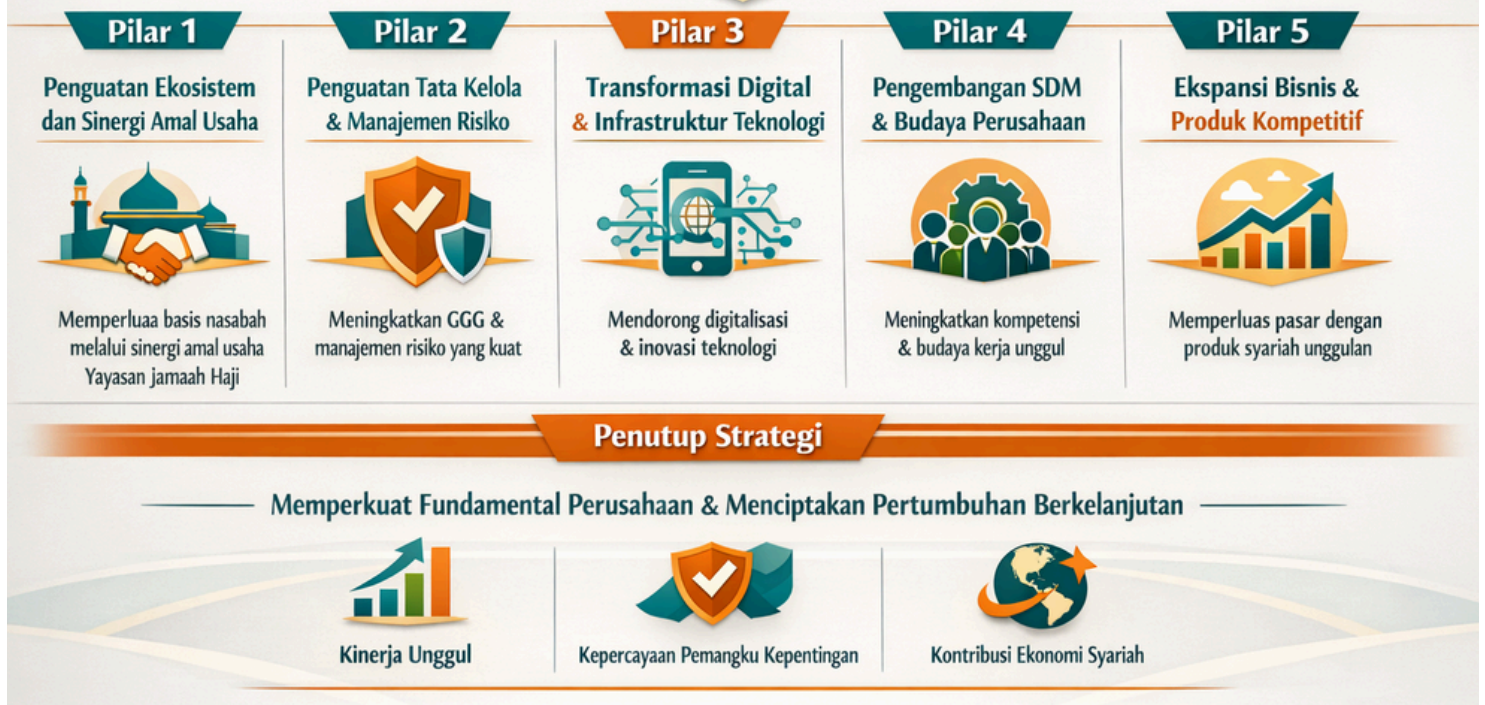 Pilar 1
Penguatan Ekosistem
dan Sinergi Amal Usaha
Memperluaa basis nasabah
melalui sinergi amal usaha
Yayasan jamaah Haji
Pilar 2
Penguatan Tata Kelola
& Manajemen Risiko
Meningkatkan GGG &
manajemen risiko yang kuat
Pilar 3
Transformasi Digital
& Infrastruktur Teknologi
Mendorong digitalisasi
& inovasi teknologi
Pilar 4
Pengembangan SDM
& Budaya Perusahaan
Meningkatkan kompetensi
& budaya kerja unggul
Pilar 5
Ekspansi Bisnis &
Produk Kompetitif
Memperluas pasar dengan
produk syariah unggulan
Penutup Strategi
Memperkuat Fundamental Perusahaan & Menciptakan Pertumbuhan Berkelanjutan
Kinerja Unggul
Kepercayaan Pemangku Kepentingan
Kontribusi Ekonomi Syariah